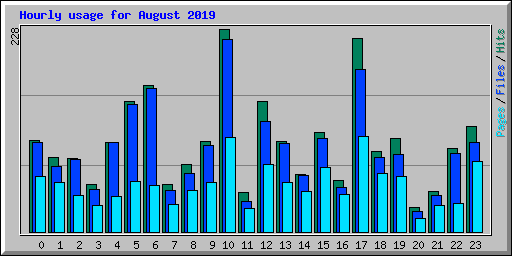 Hourly usage for August 2019
228
Pages / Files / Hits
0 1 2 3 4 5 6 7 8 9 10 11 12 13 14 15 16 17 18 19 20 21 22 23